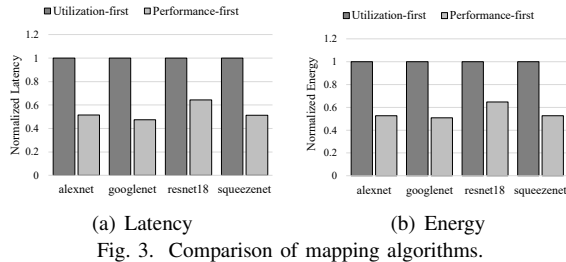 Utilization-first Performance-first
Normalized Latency
1.2
1
0.8
0.6
0.4
0.2
0
alexnet googlenet resnet18 squeezenet
(a) Latency
Utilization-first Performance-first
Normalized Energy
1.2
1
0.8
0.6
0.4
0.2
0
alexnet googlenet resnet18 squeezenet
(b) Energy
Fig. 3. Comparison of mapping algorithms.